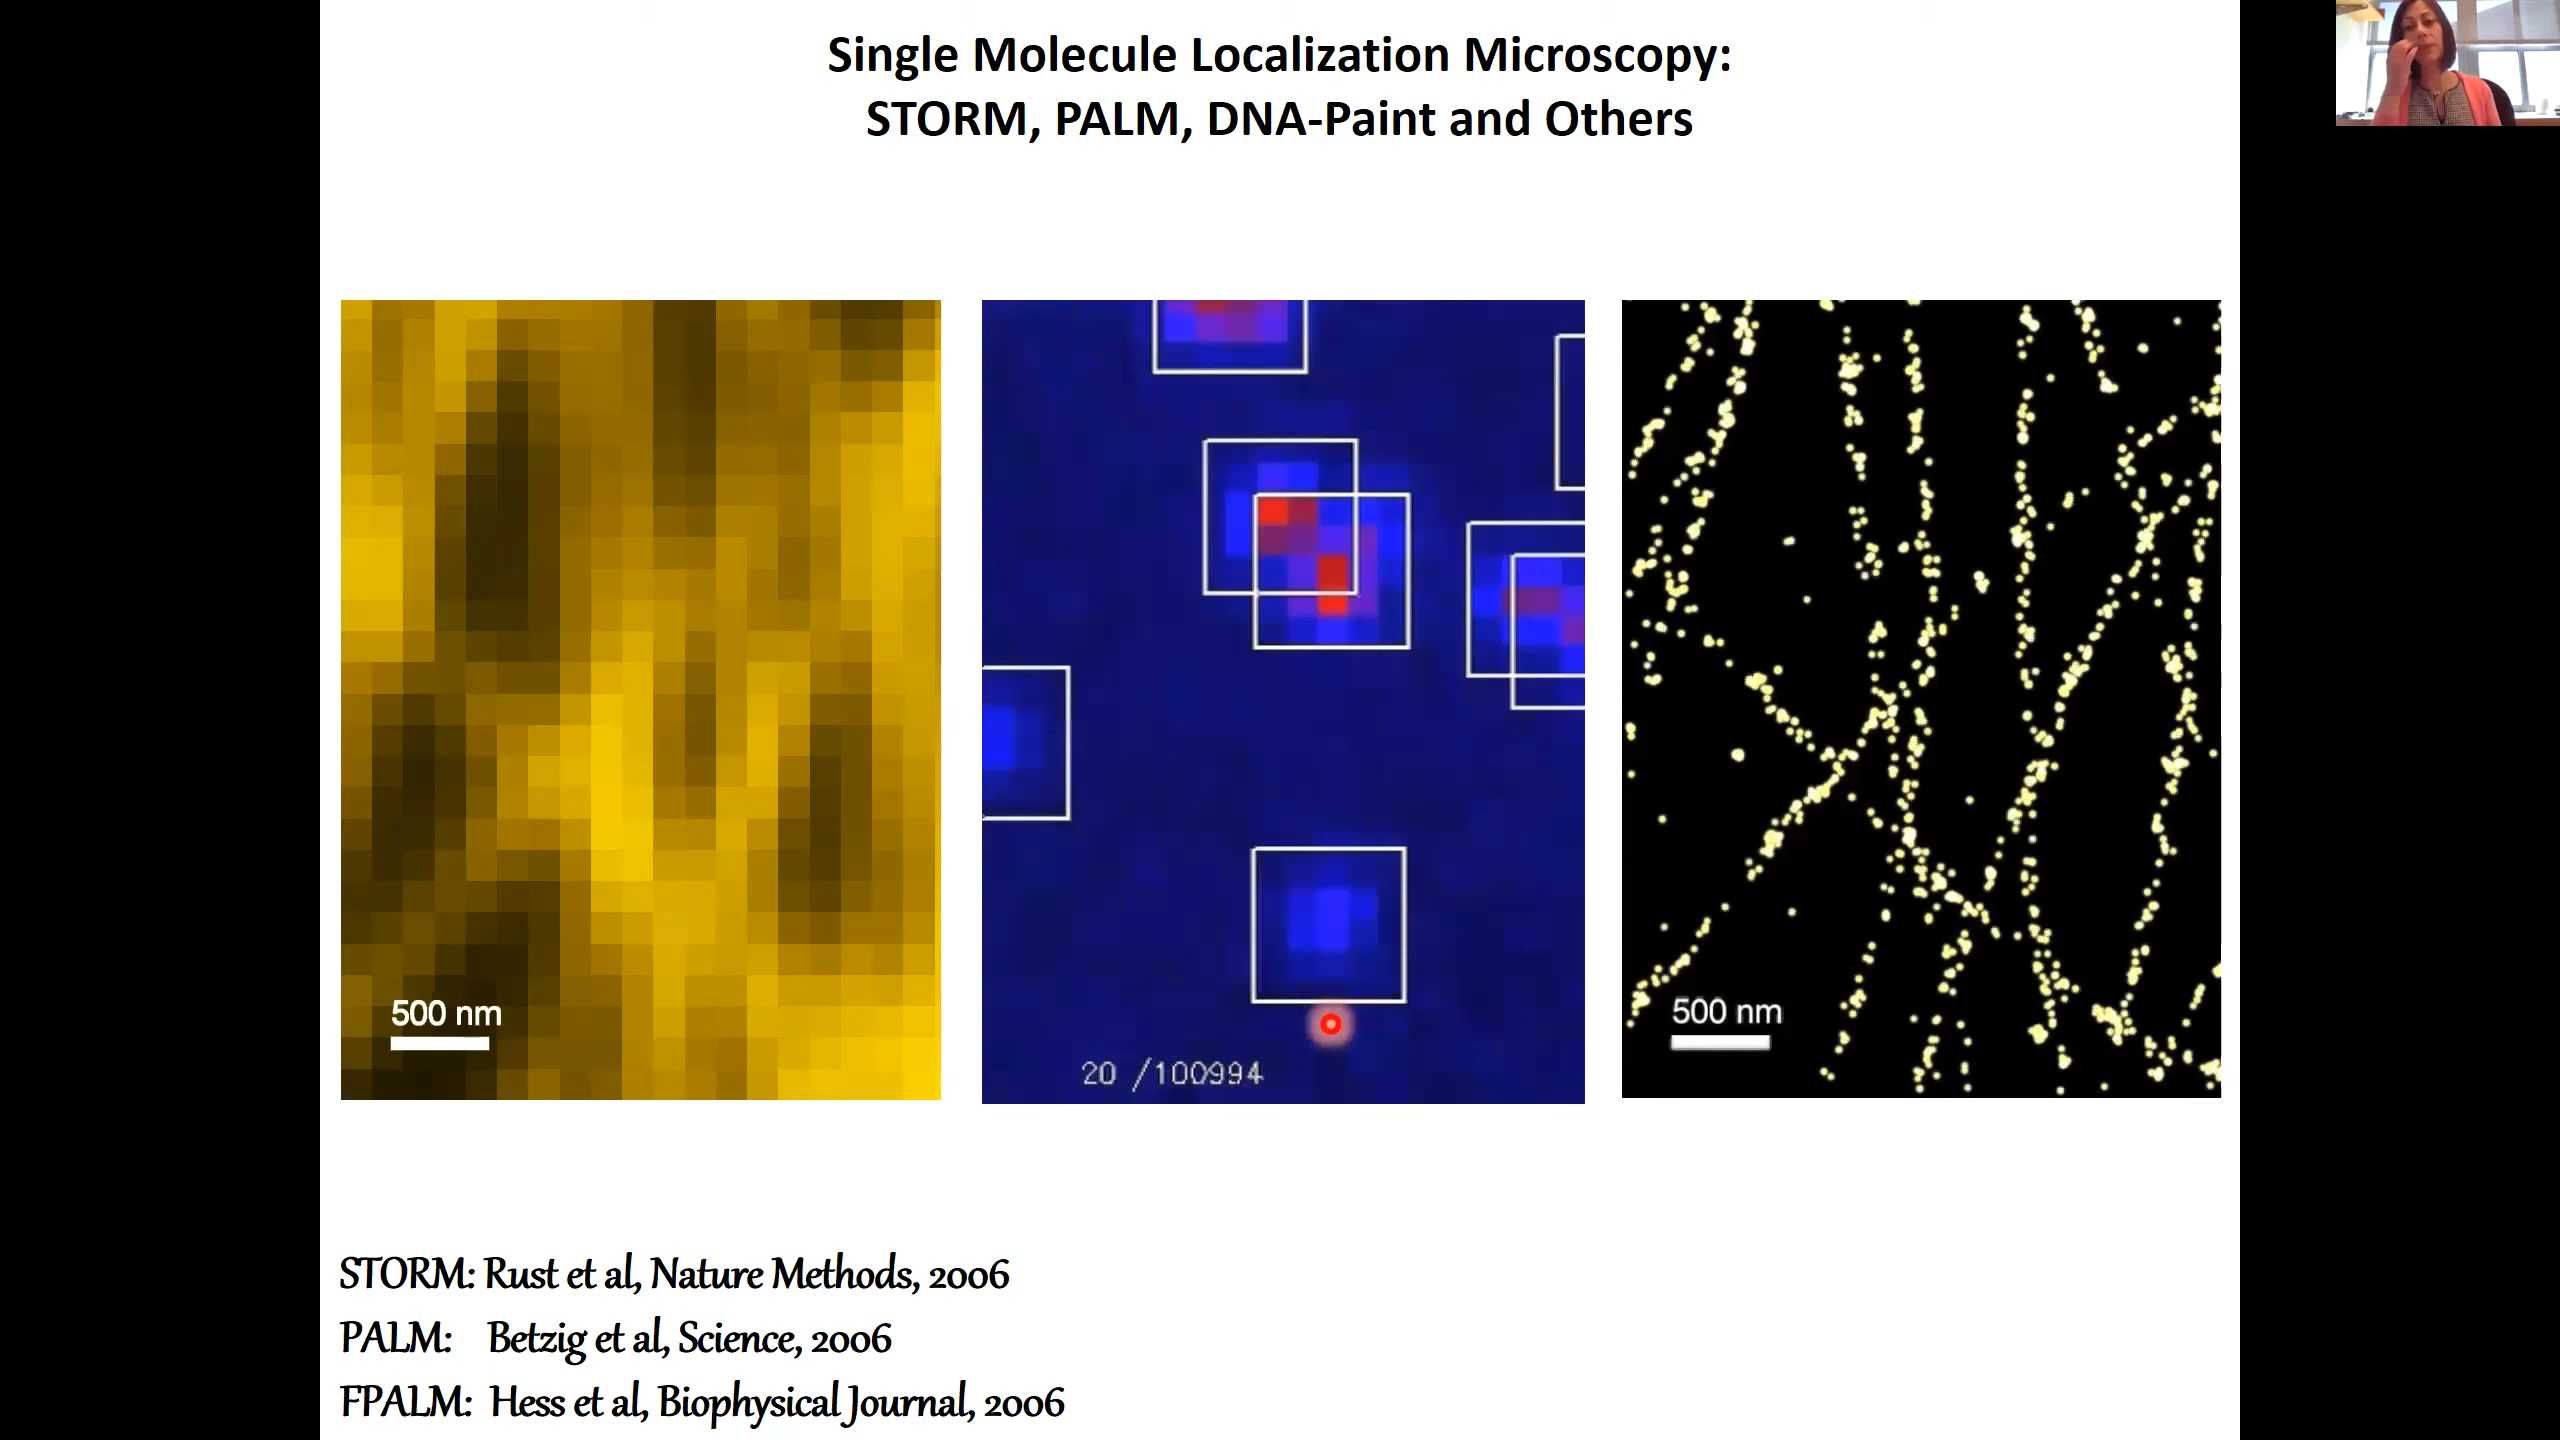 Single Molecule Localization Microscopy:
STORM, PALM, DNA-Paint and Others
500 nm
20 /100994
500 nm
STORM: Rust et al, Nature Methods, 2006
PALM: Betzig et al, Science, 2006
FPALM: Hess et al, Biophysical Journal, 2006